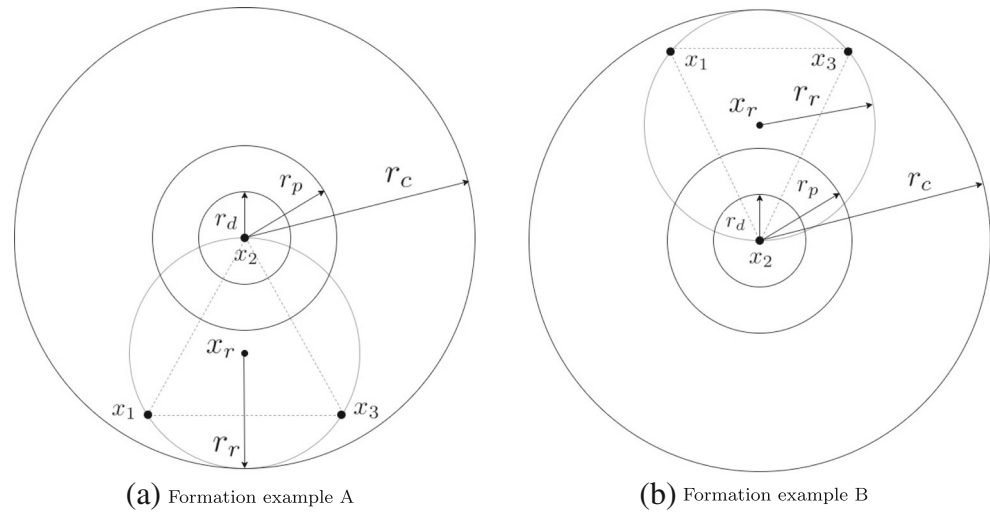 r_p
r_c
r_d
x_2
x_r
x_1
x_3
r_r
(a) Formation example A
x_1
x_3
x_r
r_r
r_p
r_c
r_d
x_2
(b) Formation example B